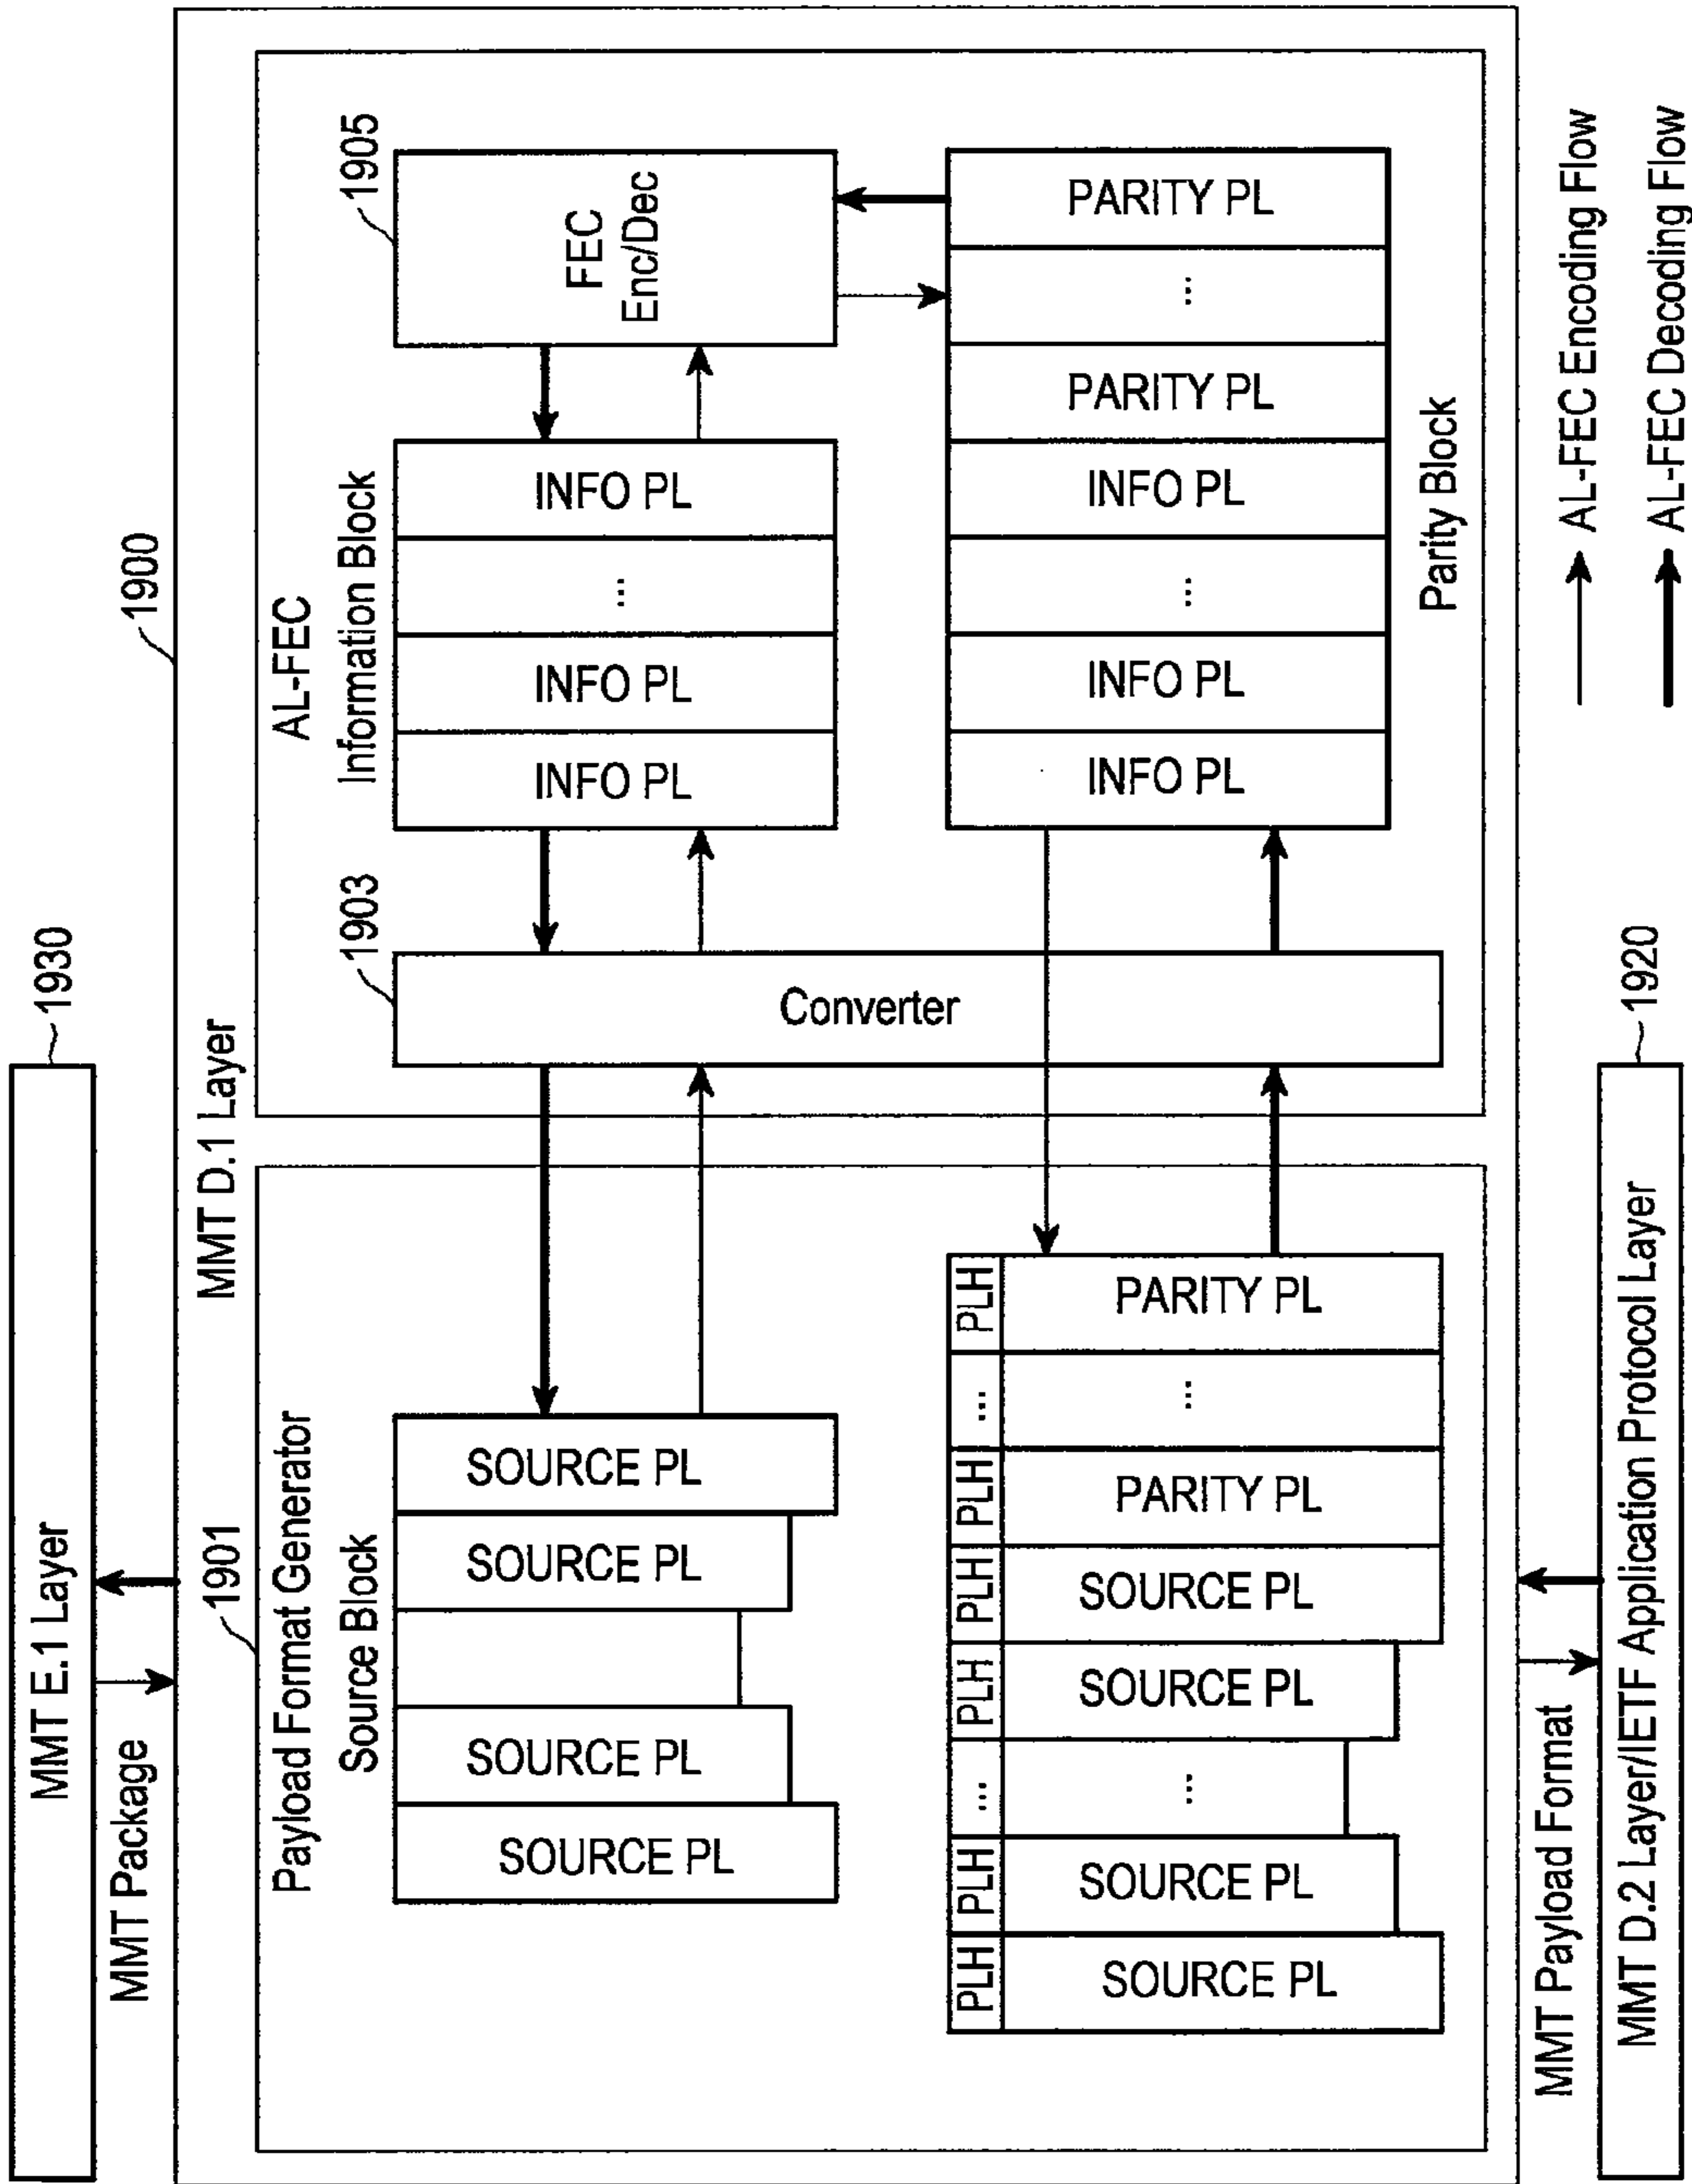 MMT E.1 Layer
1930
MMT Package
1900
MMT D.1 Layer
1901
Payload Format Generator
Source Block
SOURCE PL
SOURCE PL
SOURCE PL
SOURCE PL
PLH
PLH
...
PLH
PLH
PLH
...
PLH
SOURCE PL
SOURCE PL
...
SOURCE PL
SOURCE PL
PARITY PL
...
PARITY PL
1903
Converter
AL-FEC
Information Block
INFO PL
INFO PL
...
INFO PL
1905
FEC
Enc/Dec
INFO PL
INFO PL
...
INFO PL
PARITY PL
...
PARITY PL
Parity Block
MMT Payload Format
MMT D.2 Layer/IETF Application Protocol Layer
1920
AL-FEC Encoding Flow
AL-FEC Decoding Flow